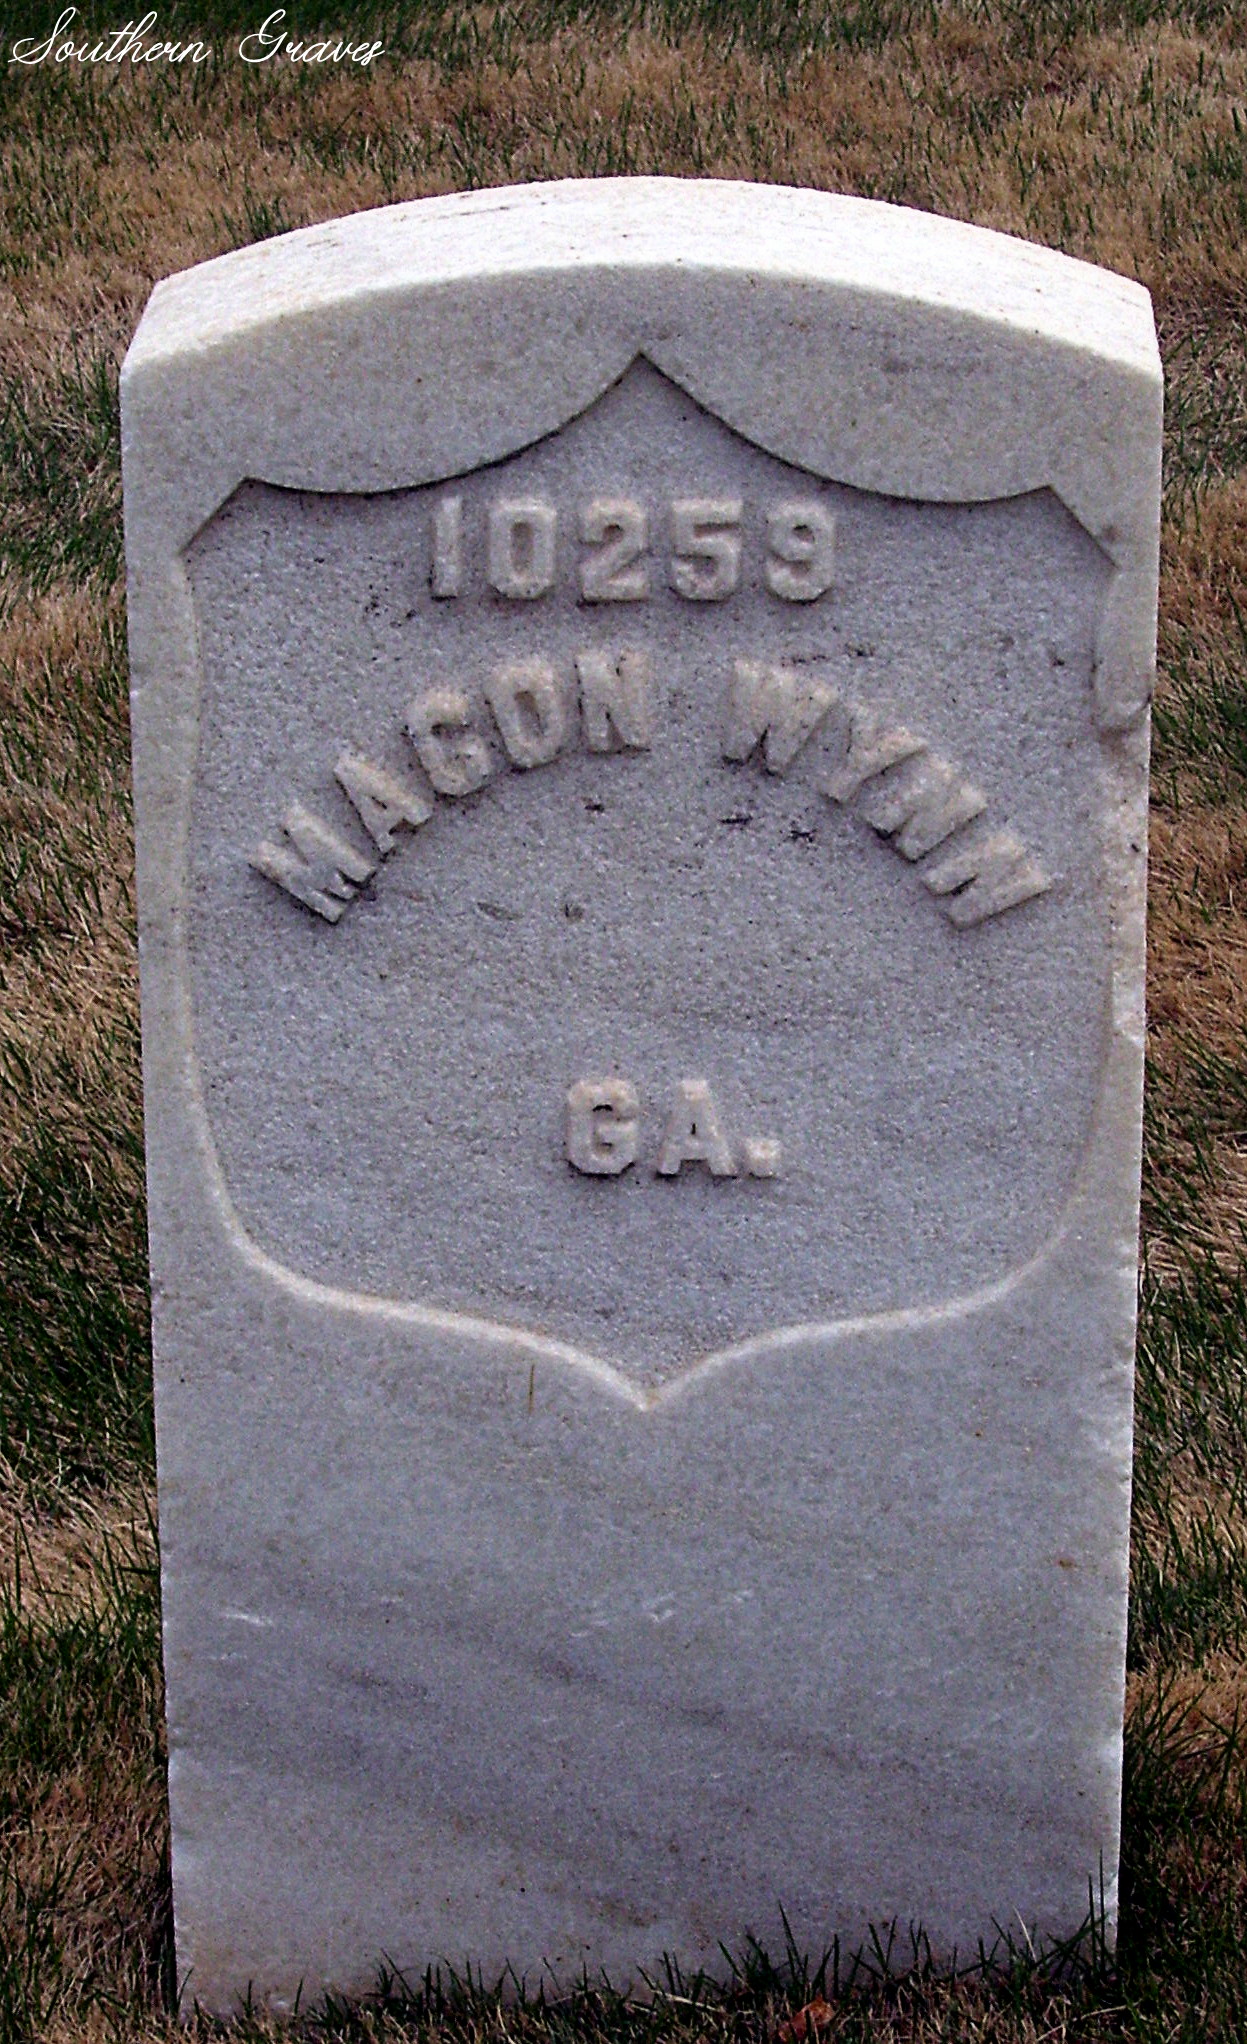 Southern Graves
10259
MACON WYNN
GA.